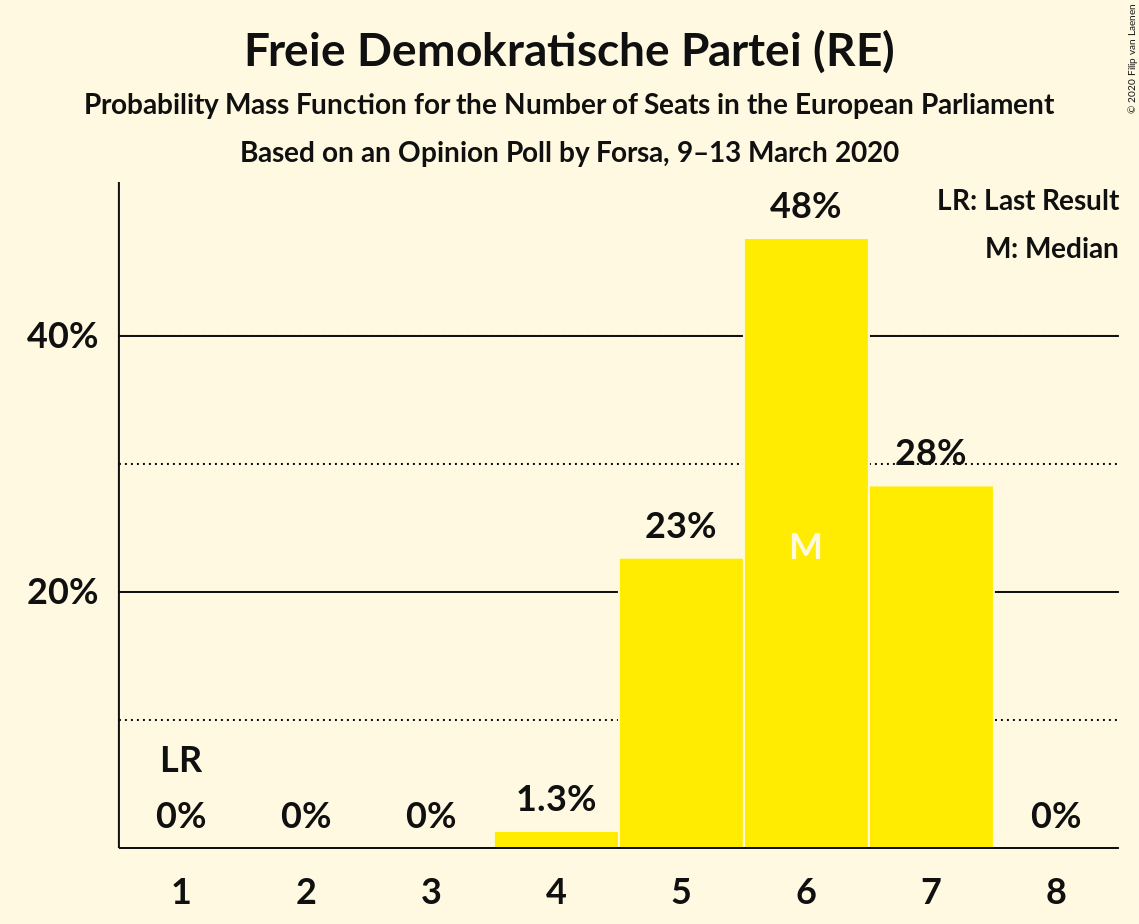 Freie Demokratische Partei (RE)
Probability Mass Function for the Number of Seats in the European Parliament
Based on an Opinion Poll by Forsa, 9–13 March 2020
© 2020 Filip van Laenen
LR: Last Result
M: Median
48%
40%
28%
23%
M
20%
LR
0%
0%
0%
1.3%
0%
1
2
3
4
5
6
7
8